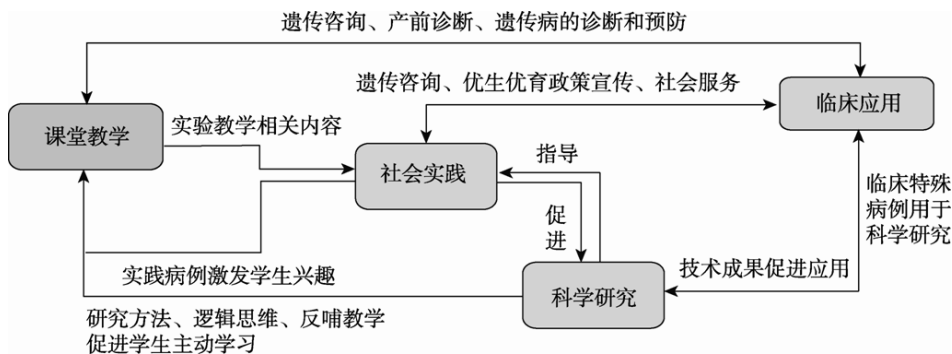 遗传咨询、产前诊断、遗传病的诊断和预防
遗传咨询、优生优育政策宣传、社会服务
临床应用
课堂教学
实验教学相关内容
社会实践
指导
临床特殊
病例用于
科学研究
促
进
实践病例激发学生兴趣
技术成果促进应用
科学研究
研究方法、逻辑思维、反哺教学
促进学生主动学习